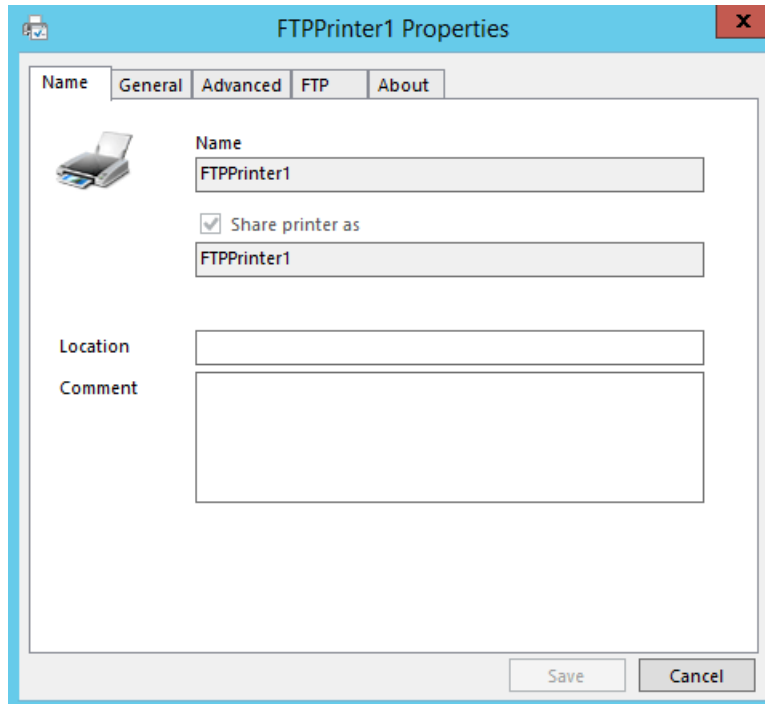 FTPPrinter1 Properties
x
Name General Advanced FTP About
Name
FTPPrinter1
Share printer as
FTPPrinter1
Location
Comment
Save Cancel